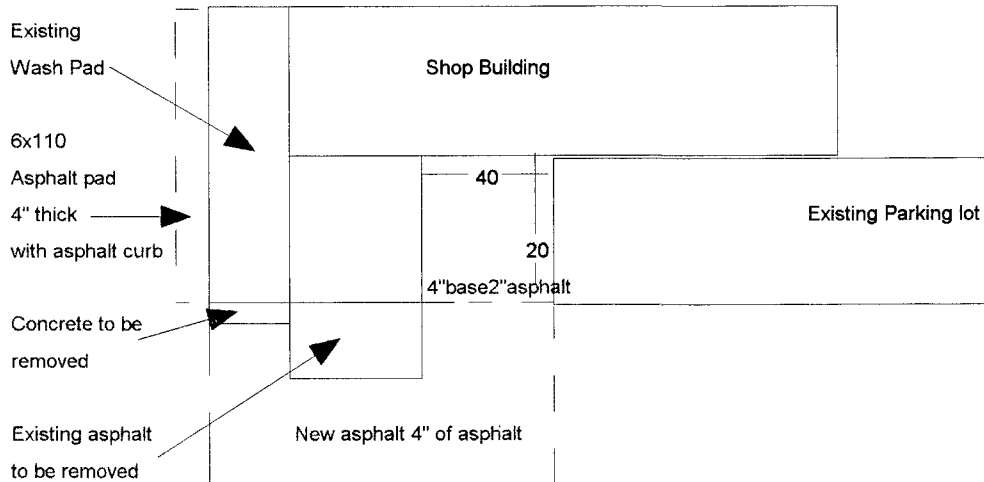 Existing
Wash Pad
Shop Building
6x110
Asphalt pad
4" thick
with asphalt curb
40
Existing Parking lot
20
4"base2"asphalt
Concrete to be
removed
Existing asphalt
to be removed
New asphalt 4" of asphalt